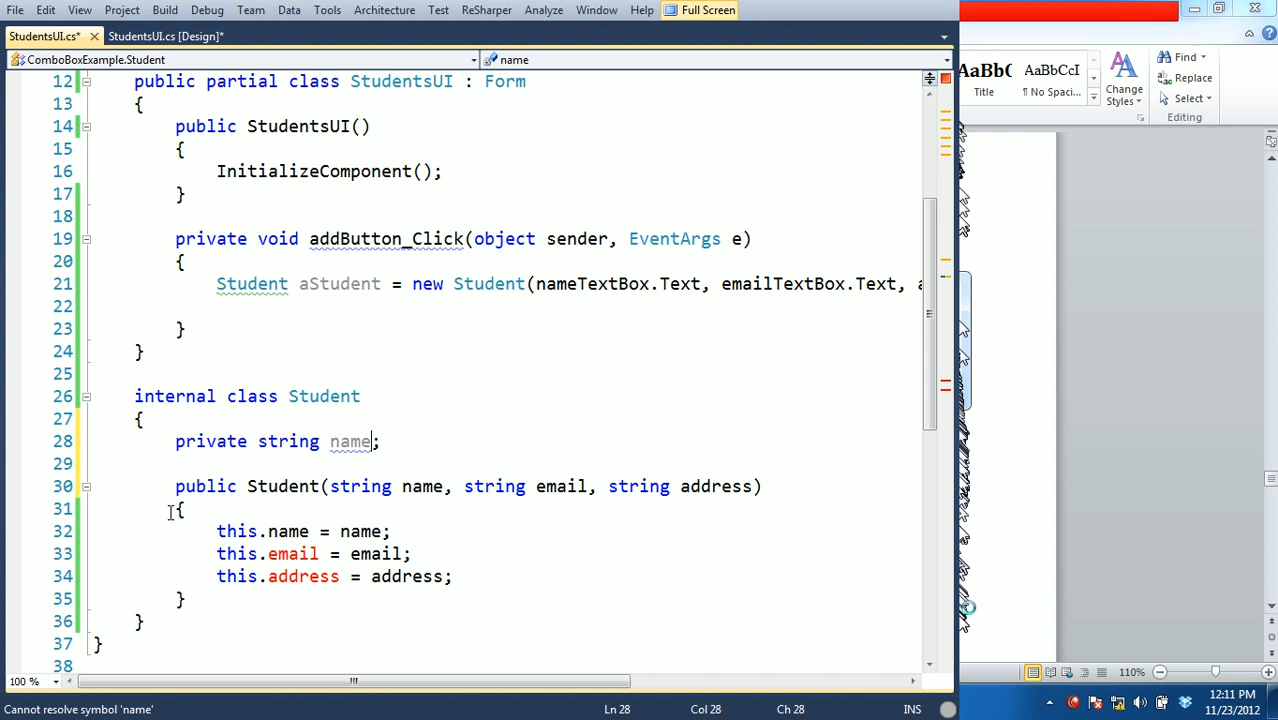 File Edit View Project Build Debug Team Data Tools Architecture Test ReSharper Analyze Window Help Full Screen
StudentsUI.cs* StudentsUI.cs [Design]*
ComboBoxExample.Student name
12 public partial class StudentsUI : Form
13 {
14 public StudentsUI()
15 {
16 InitializeComponent();
17 }
18
19 private void addButton_Click(object sender, EventArgs e)
20 {
21 Student aStudent = new Student(nameTextBox.Text, emailTextBox.Text, a
22
23 }
24 }
25
26 internal class Student
27 {
28 private string name;
29
30 public Student(string name, string email, string address)
31 {
32 this.name = name;
33 this.email = email;
34 this.address = address;
35 }
36 }
37 }
38
100 %
Cannot resolve symbol 'name' Ln 28 Col 28 Ch 28 INS
AaBb( AaBbCcI
Title ¶ No Spaci...
Change Styles
Find
Replace
Select
Editing
110%
12:11 PM
11/23/2012